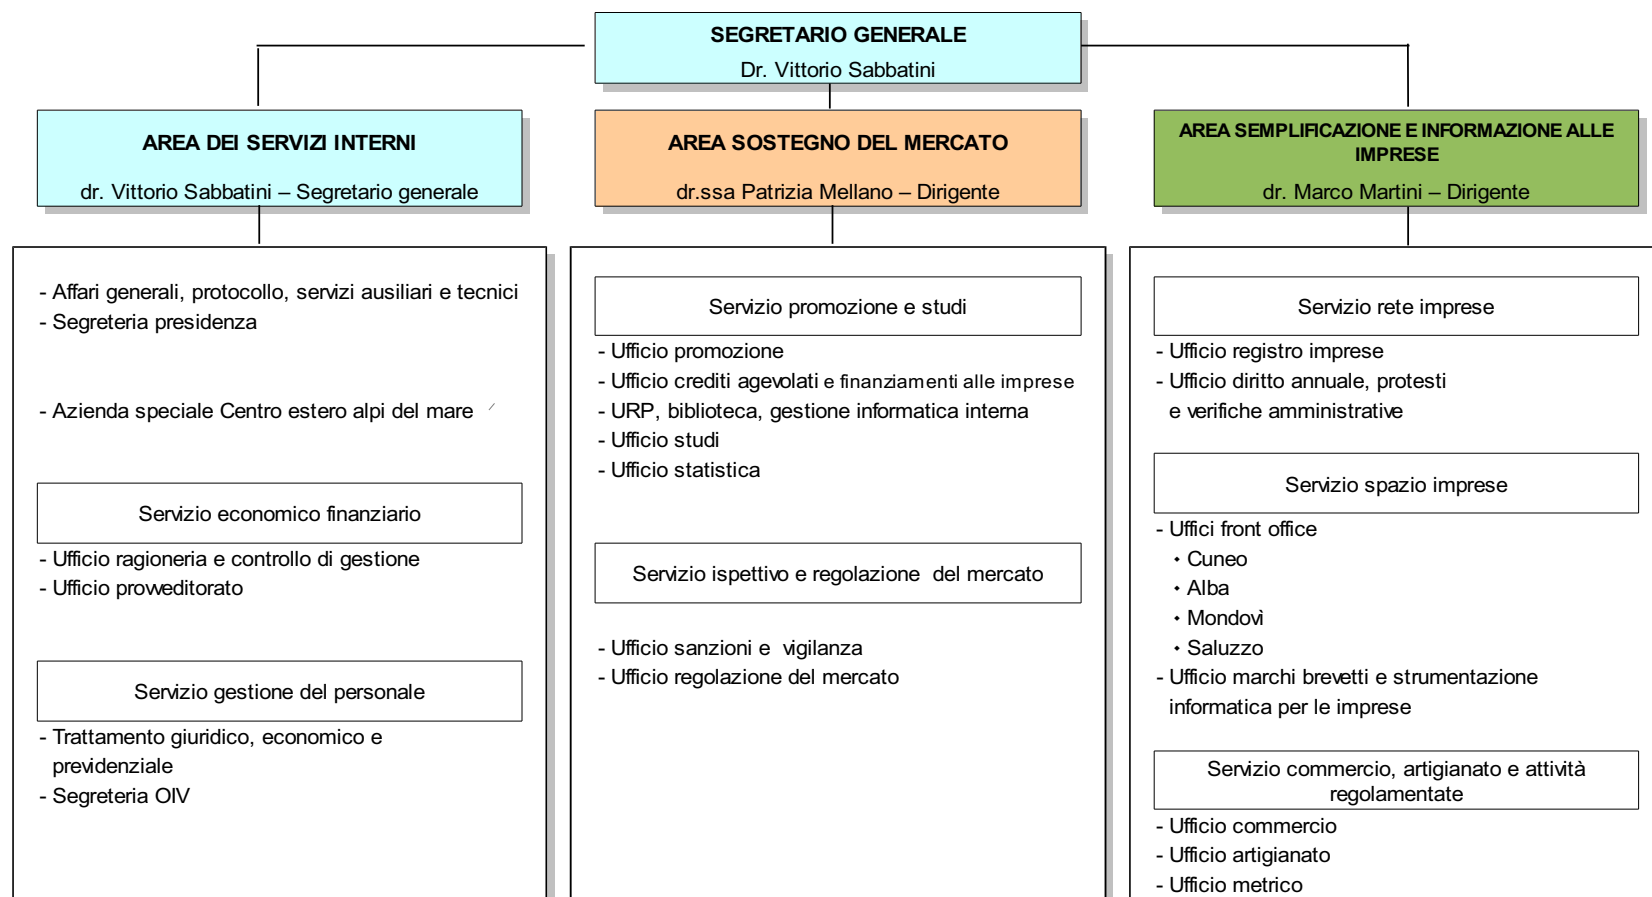 SEGRETARIO GENERALE
Dr. Vittorio Sabbatini
AREA DEI SERVIZI INTERNI
dr. Vittorio Sabbatini – Segretario generale
- Affari generali, protocollo, servizi ausiliari e tecnici
- Segreteria presidenza
- Azienda speciale Centro estero alpi del mare
Servizio economico finanziario
- Ufficio ragioneria e controllo di gestione
- Ufficio provveditorato
Servizio gestione del personale
- Trattamento giuridico, economico e
previdenziale
- Segreteria OIV
AREA SOSTEGNO DEL MERCATO
dr.ssa Patrizia Mellano – Dirigente
Servizio promozione e studi
- Ufficio promozione
- Ufficio crediti agevolati e finanziamenti alle imprese
- URP, biblioteca, gestione informatica interna
- Ufficio studi
- Ufficio statistica
Servizio ispettivo e regolazione del mercato
- Ufficio sanzioni e vigilanza
- Ufficio regolazione del mercato
AREA SEMPLIFICAZIONE E INFORMAZIONE ALLE
IMPRESE
dr. Marco Martini – Dirigente
Servizio rete imprese
- Ufficio registro imprese
- Ufficio diritto annuale, protesti
e verifiche amministrative
Servizio spazio imprese
- Uffici front office
• Cuneo
• Alba
• Mondovì
• Saluzzo
- Ufficio marchi brevetti e strumentazione
informatica per le imprese
Servizio commercio, artigianato e attività
regolamentate
- Ufficio commercio
- Ufficio artigianato
- Ufficio metrico